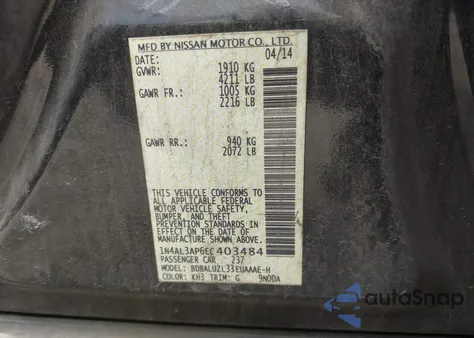 MFD BY NISSAN MOTOR CO., LTD.
DATE: 04/14
GVWR: 1910 KG
4211 LB
GAWR FR.: 1005 KG
2216 LB
GAWR RR.: 940 KG
2072 LB
THIS VEHICLE CONFORMS TO
ALL APPLICABLE FEDERAL
MOTOR VEHICLE SAFETY,
BUMPER, AND THEFT
PREVENTION STANDARDS
IN EFFECT ON THE DATE OF
MANUFACTURE SHOWN ABOVE.
1N4AL3AP6EC403484
PASSENGER CAR 237
MODEL: BDBALUZL33EUAAAE-H
COLOR: KH3 TRIM: G 9N00A
autoSnap